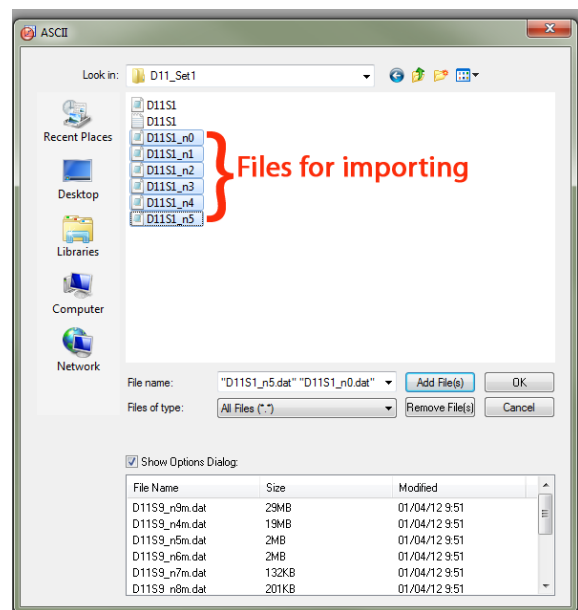 ASCII
Look in: D11_Set1
Recent Places
Desktop
Libraries
Computer
Network
D11S1
D11S1
D11S1_n0
D11S1_n1
D11S1_n2
D11S1_n3
D11S1_n4
D11S1_n5
Files for importing
File name: "D11S1_n5.dat" "D11S1_n0.dat" Add File(s) OK
Files of type: All Files (*.*) Remove File(s) Cancel
Show Options Dialog:
File Name Size Modified
D11S9_n9m.dat 29MB 01/04/12 9:51
D11S9_n4m.dat 19MB 01/04/12 9:51
D11S9_n5m.dat 2MB 01/04/12 9:51
D11S9_n6m.dat 2MB 01/04/12 9:51
D11S9_n7m.dat 132KB 01/04/12 9:51
D11S9_n8m.dat 201KB 01/04/12 9:51